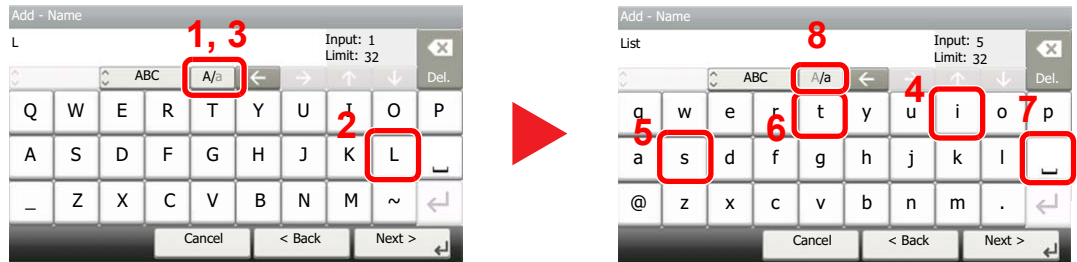 Add - Name
L
Input: 1
Limit: 32
1, 3
ABC
A/a
Del.
Q W E R T Y U I O P
2
A S D F G H J K L
_ Z X C V B N M ~
Cancel
< Back
Next >
Add - Name
List
Input: 5
Limit: 32
8
ABC
A/a
Del.
4
q w e r t y u i o p
5
6
7
a s d f g h j k l
@ z x c v b n m .
Cancel
< Back
Next >